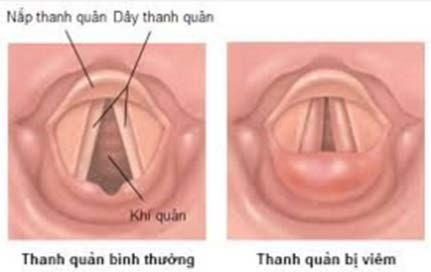 Nắp thanh quản
Dây thanh quản
Khí quản
Thanh quản bình thường
Thanh quản bị viêm